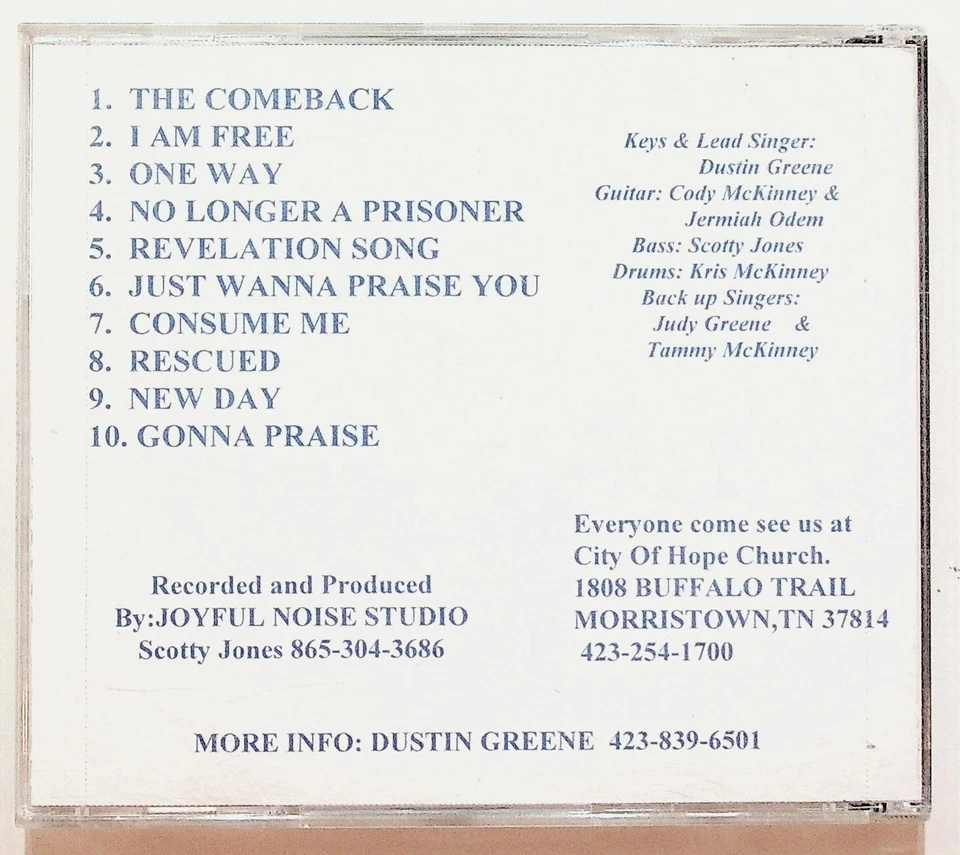 1. THE COMEBACK
2. I AM FREE
3. ONE WAY
4. NO LONGER A PRISONER
5. REVELATION SONG
6. JUST WANNA PRAISE YOU
7. CONSUME ME
8. RESCUED
9. NEW DAY
10. GONNA PRAISE
Keys & Lead Singer:
Dustin Greene
Guitar: Cody McKinney &
Jermiah Odem
Bass: Scotty Jones
Drums: Kris McKinney
Back up Singers:
Judy Greene &
Tammy McKinney
Recorded and Produced
By:JOYFUL NOISE STUDIO
Scotty Jones 865-304-3686
Everyone come see us at
City Of Hope Church.
1808 BUFFALO TRAIL
MORRISTOWN,TN 37814
423-254-1700
MORE INFO: DUSTIN GREENE 423-839-6501